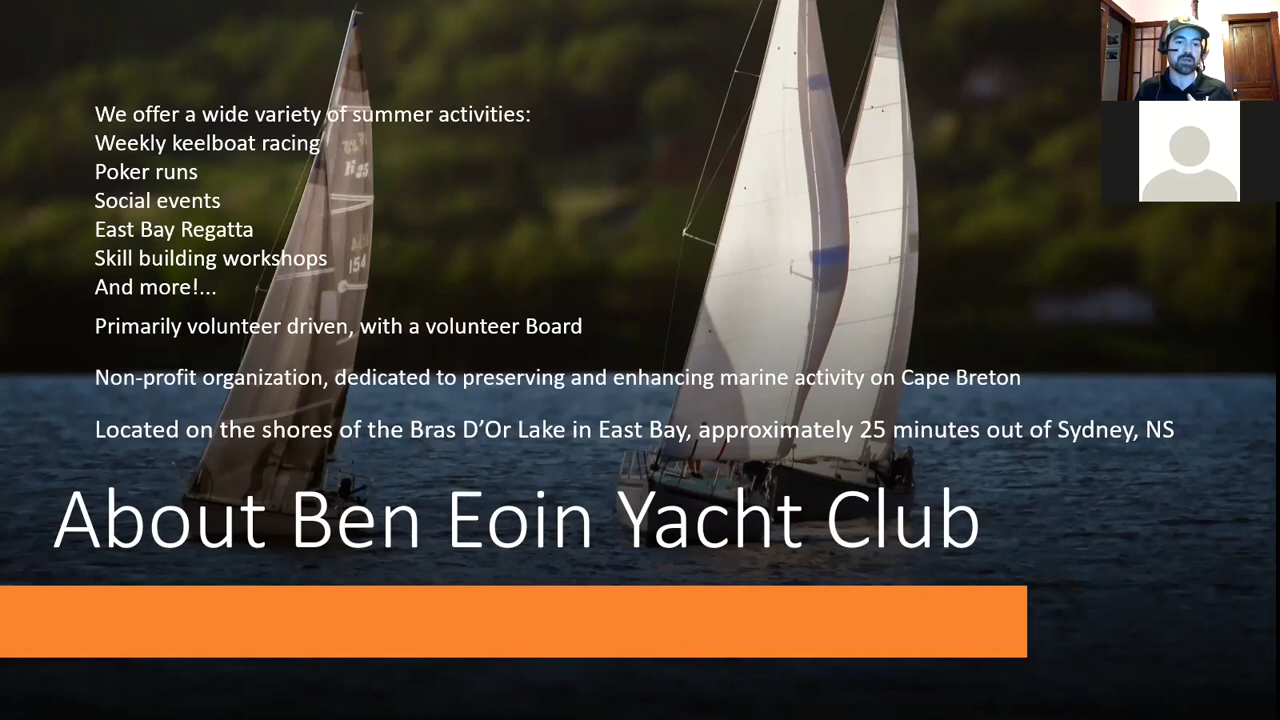 We offer a wide variety of summer activities:
Weekly keelboat racing
Poker runs
Social events
East Bay Regatta
Skill building workshops
And more!...
Primarily volunteer driven, with a volunteer Board
Non-profit organization, dedicated to preserving and enhancing marine activity on Cape Breton
Located on the shores of the Bras D’Or Lake in East Bay, approximately 25 minutes out of Sydney, NS
About Ben Eoin Yacht Club